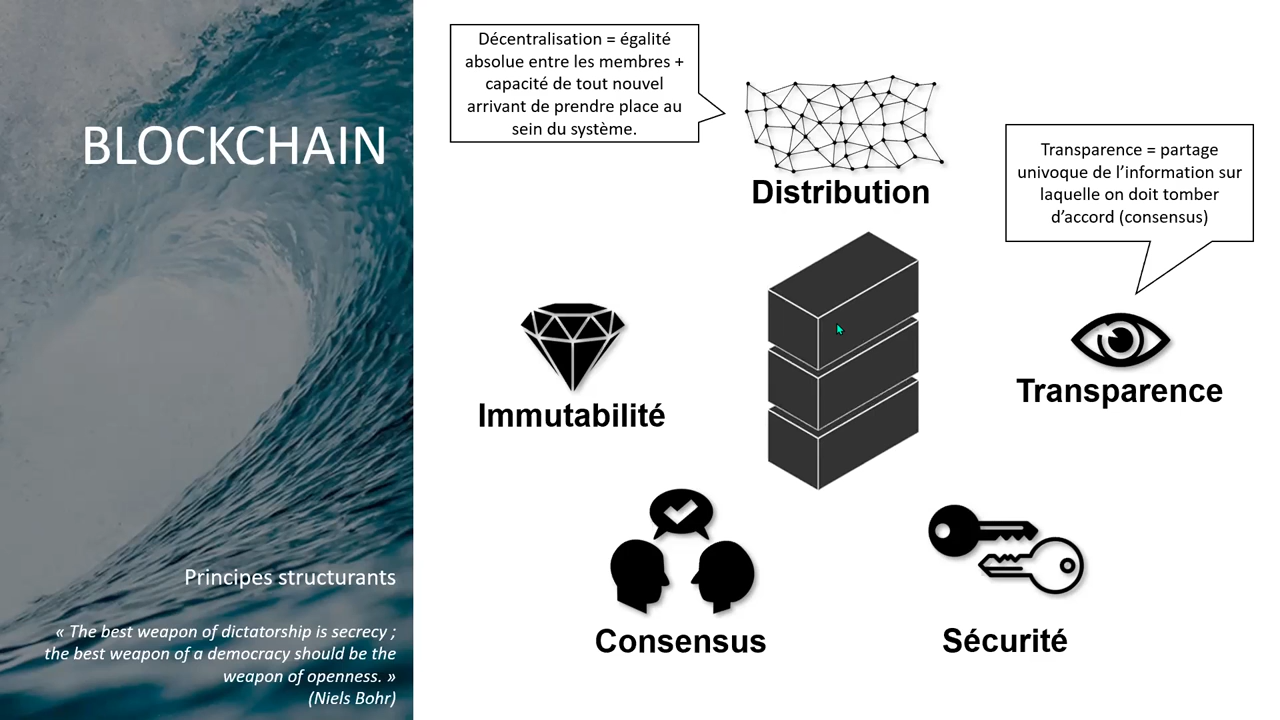 BLOCKCHAIN
Principes structurants
« The best weapon of dictatorship is secrecy ;
the best weapon of a democracy should be the
weapon of openness. »
(Niels Bohr)
Décentralisation = égalité
absolue entre les membres +
capacité de tout nouvel
arrivant de prendre place au
sein du système.
Distribution
Transparence = partage
univoque de l’information sur
laquelle on doit tomber
d’accord (consensus)
Immutabilité
Transparence
Consensus
Sécurité